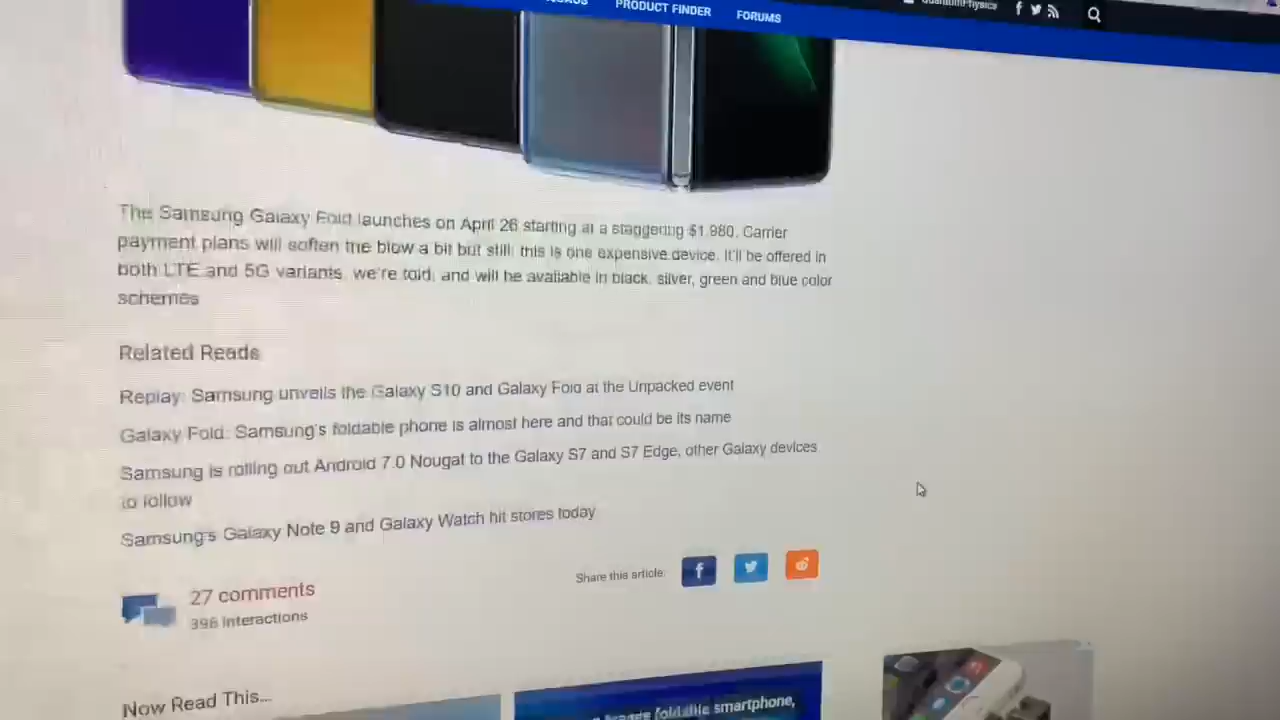 PRODUCT FINDER
FORUMS
The Samsung Galaxy Fold launches on April 26 starting at a staggering $1,980. Carrier
payment plans will soften the blow a bit but still, this is one expensive device. It'll be offered in
both LTE and 5G variants, we're told, and will be available in black, silver, green and blue color
schemes
Related Reads
Replay: Samsung unveils the Galaxy S10 and Galaxy Fold at the Unpacked event
Galaxy Fold: Samsung's foldable phone is almost here and that could be its name
Samsung is rolling out Android 7.0 Nougat to the Galaxy S7 and S7 Edge, other Galaxy devices
to follow
Samsung's Galaxy Note 9 and Galaxy Watch hit stores today
27 comments
396 interactions
Share this article:
Now Read This...
foldable smartphone,